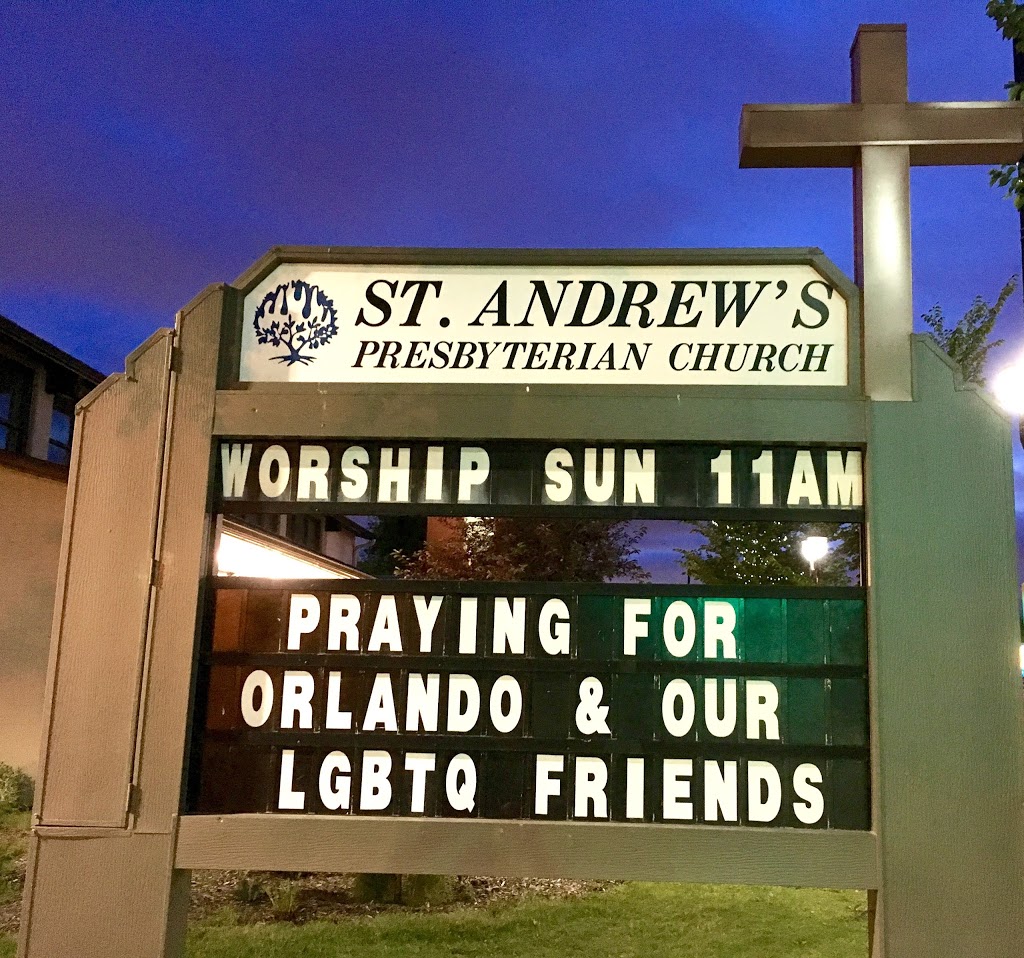 ST. ANDREW'S
PRESBYTERIAN CHURCH
WORSHIP SUN 11AM
PRAYING FOR
ORLANDO & OUR
LGBTQ FRIENDS